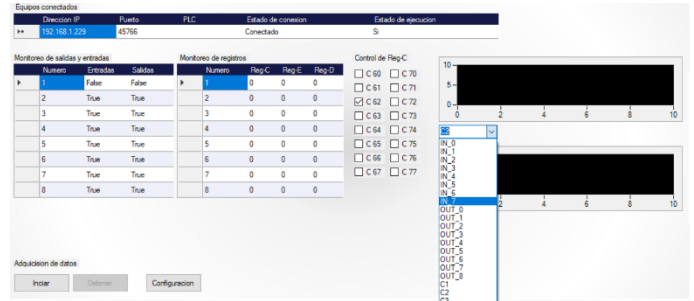 Equipos conectados
Direccion IP Puerto PLC Estado de conexion Estado de ejecucion
192.168.1.229 45766 Conectado Si
Monitoreo de salidas y entradas
Numero Entradas Salidas
1 False False
2 True True
3 True True
4 True True
5 True True
6 True True
7 True True
8 True True
Monitoreo de registros
Numero Reg-C Reg-E Reg-D
1 0 0 0
2 0 0 0
3 0 0 0
4 0 0 0
5 0 0 0
6 0 0 0
7 0 0 0
8 0 0 0
Control de Reg-C
C 60 C 70
C 61 C 71
C 62 C 72
C 63 C 73
C 64 C 74
C 65 C 75
C 66 C 76
C 67 C 77
10
5
0
0 2 4 6 8 10
C2
IN_0
IN_1
IN_2
IN_3
IN_4
IN_5
IN_6
IN_7
OUT_0
OUT_1
OUT_2
OUT_3
OUT_4
OUT_5
OUT_6
OUT_7
OUT_8
C1
C2
C3
2 4 6 8 10
Adquicision de datos
Inciar Detener Configuracion